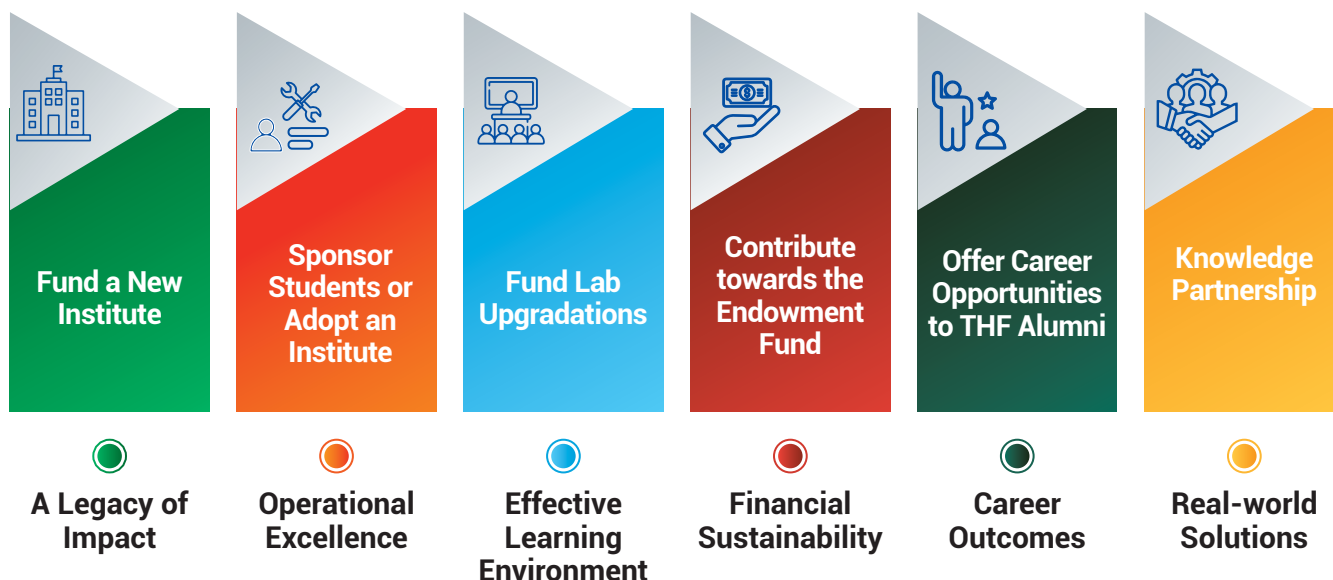 Fund a New
Institute
Sponsor
Students or
Adopt an
Institute
Fund Lab
Upgradations
Contribute
towards the
Endowment
Fund
Offer Career
Opportunities
to THF Alumni
Knowledge
Partnership
A Legacy of
Impact
Operational
Excellence
Effective
Learning
Environment
Financial
Sustainability
Career
Outcomes
Real-world
Solutions